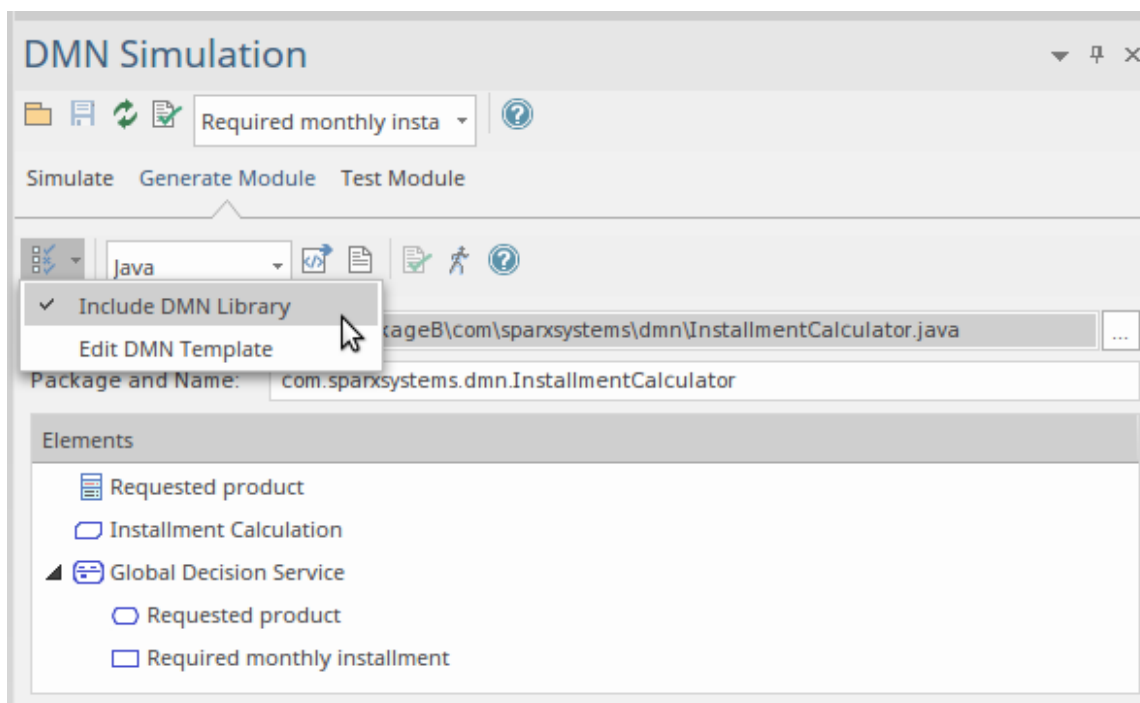 DMN Simulation
Required monthly insta
Simulate Generate Module Test Module
Java
Include DMN Library
kageB\com\sparxsystems\dmn\InstallmentCalculator.java
...
Edit DMN Template
Package and Name: com.sparxsystems.dmn.InstallmentCalculator
Elements
Requested product
Installment Calculation
Global Decision Service
Requested product
Required monthly installment